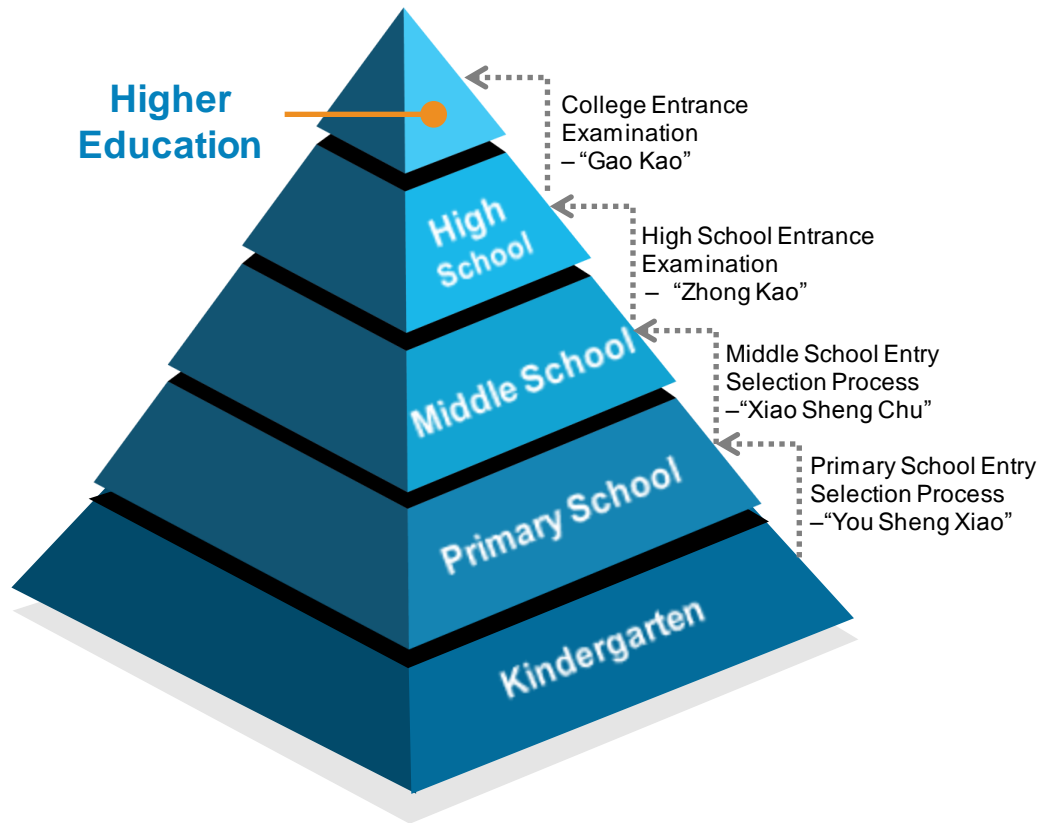 Higher
Education
College Entrance
Examination
– “Gao Kao”
High
School
High School Entrance
Examination
– “Zhong Kao”
Middle School
Middle School Entry
Selection Process
–“Xiao Sheng Chu”
Primary School
Primary School Entry
Selection Process
–“You Sheng Xiao”
Kindergarten